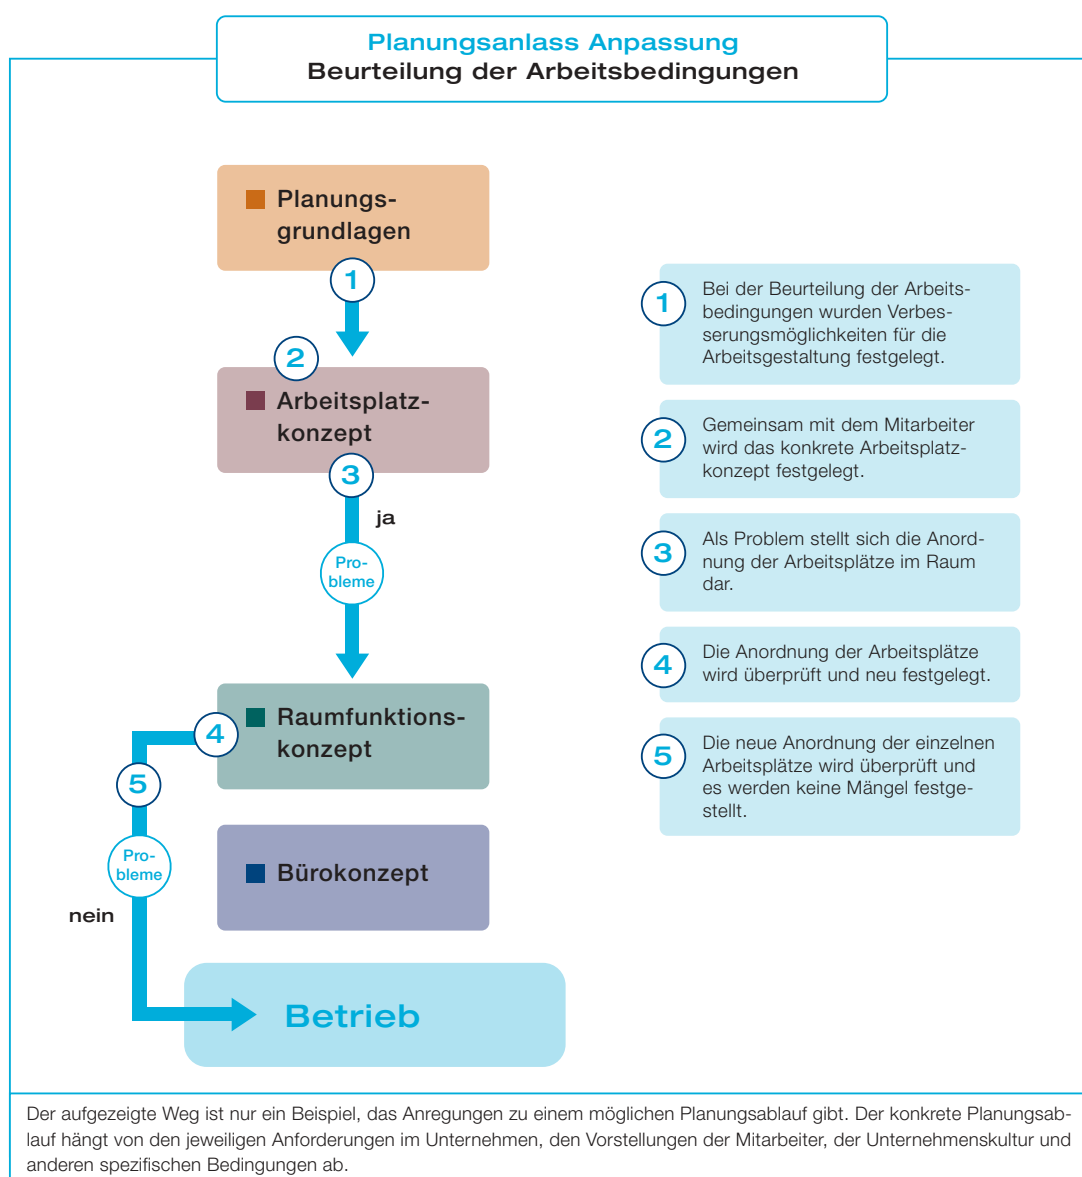 Planungsanlass Anpassung
Beurteilung der Arbeitsbedingungen
Planungs-
grundlagen
1
2
Arbeitsplatz-
konzept
3
ja
Pro-
bleme
Raumfunktions-
konzept
4
5
Pro-
bleme
nein
Bürokonzept
Betrieb
1
Bei der Beurteilung der Arbeits-
bedingungen wurden Verbes-
serungsmöglichkeiten für die
Arbeitsgestaltung festgelegt.
2
Gemeinsam mit dem Mitarbeiter
wird das konkrete Arbeitsplatz-
konzept festgelegt.
3
Als Problem stellt sich die Anord-
nung der Arbeitsplätze im Raum
dar.
4
Die Anordnung der Arbeitsplätze
wird überprüft und neu festgelegt.
5
Die neue Anordnung der einzelnen
Arbeitsplätze wird überprüft und
es werden keine Mängel festge-
stellt.
Der aufgezeigte Weg ist nur ein Beispiel, das Anregungen zu einem möglichen Planungsablauf gibt. Der konkrete Planungsab-
lauf hängt von den jeweiligen Anforderungen im Unternehmen, den Vorstellungen der Mitarbeiter, der Unternehmenskultur und
anderen spezifischen Bedingungen ab.